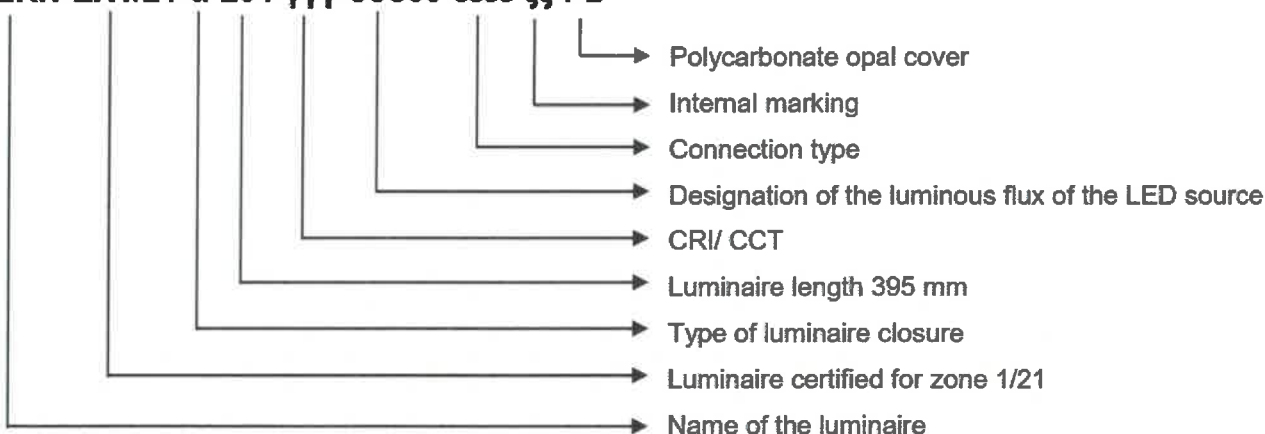 Polycarbonate opal cover
Internal marking
Connection type
Designation of the luminous flux of the LED source
CRI/ CCT
Luminaire length 395 mm
Type of luminaire closure
Luminaire certified for zone 1/21
Name of the luminaire